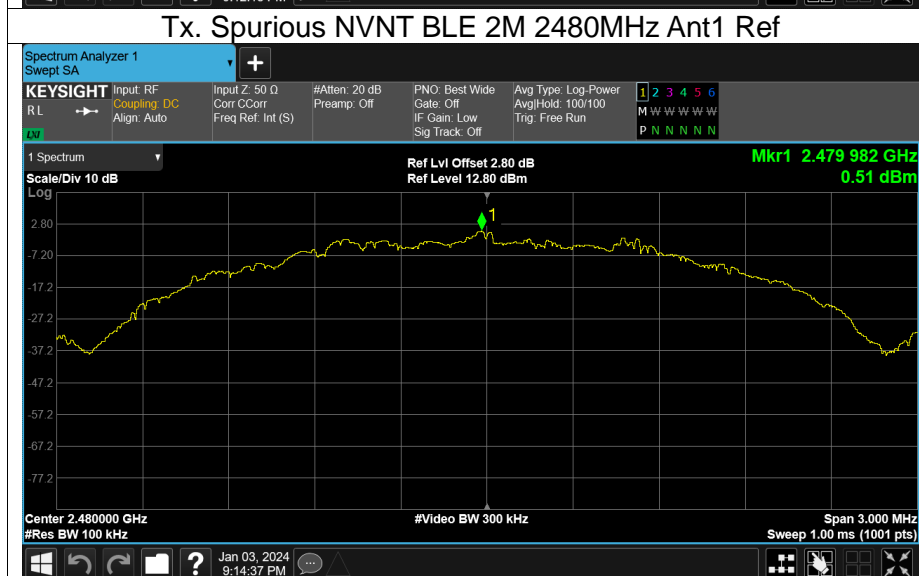 Tx. Spurious NVNT BLE 2M 2480MHz Ant1 Ref
Spectrum Analyzer 1
Swept SA
+
KEYSIGHT Input: RF Input Z: 50 Ω #Atten: 20 dB PNO: Best Wide Avg Type: Log-Power 1 2 3 4 5 6
R L Coupling: DC Corr CCorr Preamp: Off Gate: Off Avg|Hold: 100/100 M W W W W W
Align: Auto Freq Ref: Int (S) IF Gain: Low Trig: Free Run
LXI Sig Track: Off P N N N N N
1 Spectrum Ref Lvl Offset 2.80 dB Mkr1 2.479 982 GHz
Scale/Div 10 dB Ref Level 12.80 dBm 0.51 dBm
Log
1
2.80
-7.20
-17.2
-27.2
-37.2
-47.2
-57.2
-67.2
-77.2
Center 2.480000 GHz #Video BW 300 kHz Span 3.000 MHz
#Res BW 100 kHz Sweep 1.00 ms (1001 pts)
? Jan 03, 2024
9:14:37 PM